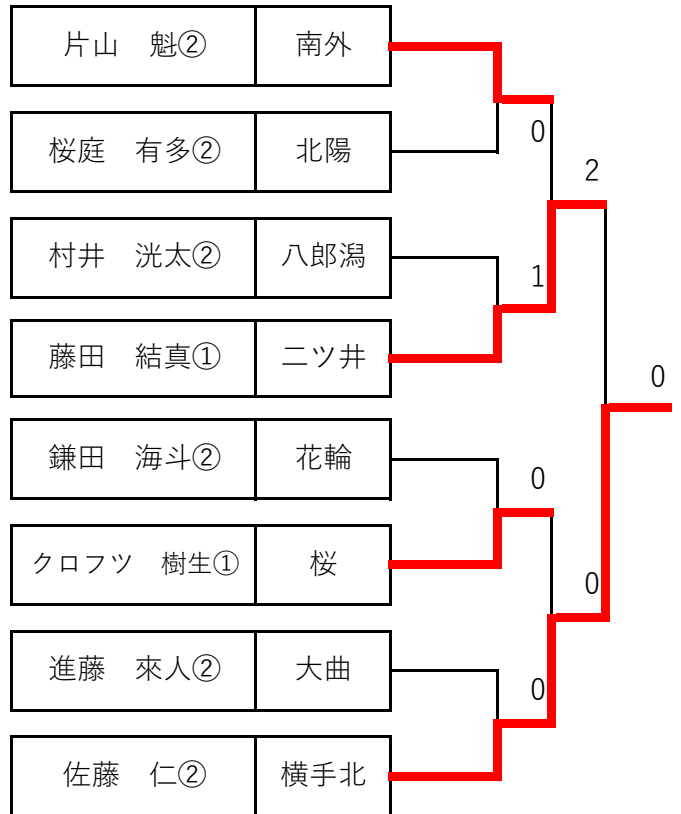 片山　魁② 南外
桜庭　有多② 北陽
0
2
村井　洸太② 八郎潟
1
藤田　結真① 二ツ井
0
鎌田　海斗② 花輪
0
クロフツ　樹生① 桜
0
進藤　來人② 大曲
0
佐藤　仁② 横手北